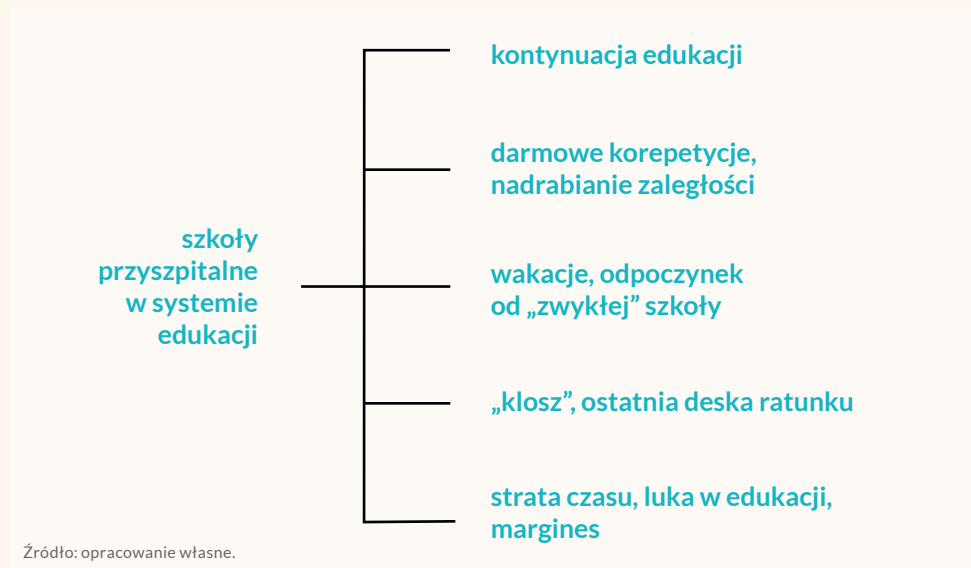 kontynuacja edukacji
darmowe korepetycje,
nadrabianie zaległości
szkoły
przyszpitalne
w systemie
edukacji
wakacje, odpoczynek
od „zwykłej” szkoły
„klosz”, ostatnia deska ratunku
strata czasu, luka w edukacji,
margines
Źródło: opracowanie własne.